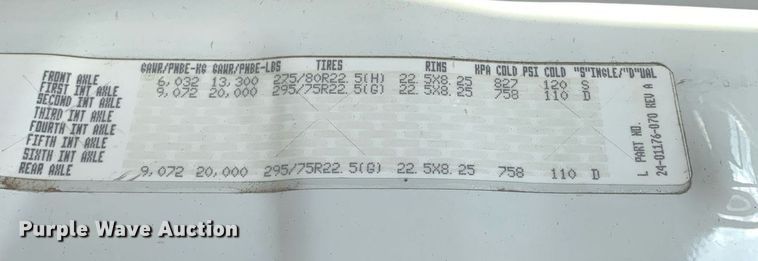 GAWR/PNBE-KG GAWR/PNBE-LBS TIRES RIMS KPA COLD PSI COLD "S"INGLE/"D"UAL
FRONT AXLE 6,032 13,300 275/80R22.5(H) 22.5X8.25 827 120 S
FIRST INT AXLE 9,072 20,000 295/75R22.5(G) 22.5X8.25 758 110 D
SECOND INT AXLE
THIRD INT AXLE
FOURTH INT AXLE
FIFTH INT AXLE
SIXTH INT AXLE
REAR AXLE 9,072 20,000 295/75R22.5(G) 22.5X8.25 758 110 D
L PART NO.
24-01176-070 REV A
Purple Wave Auction